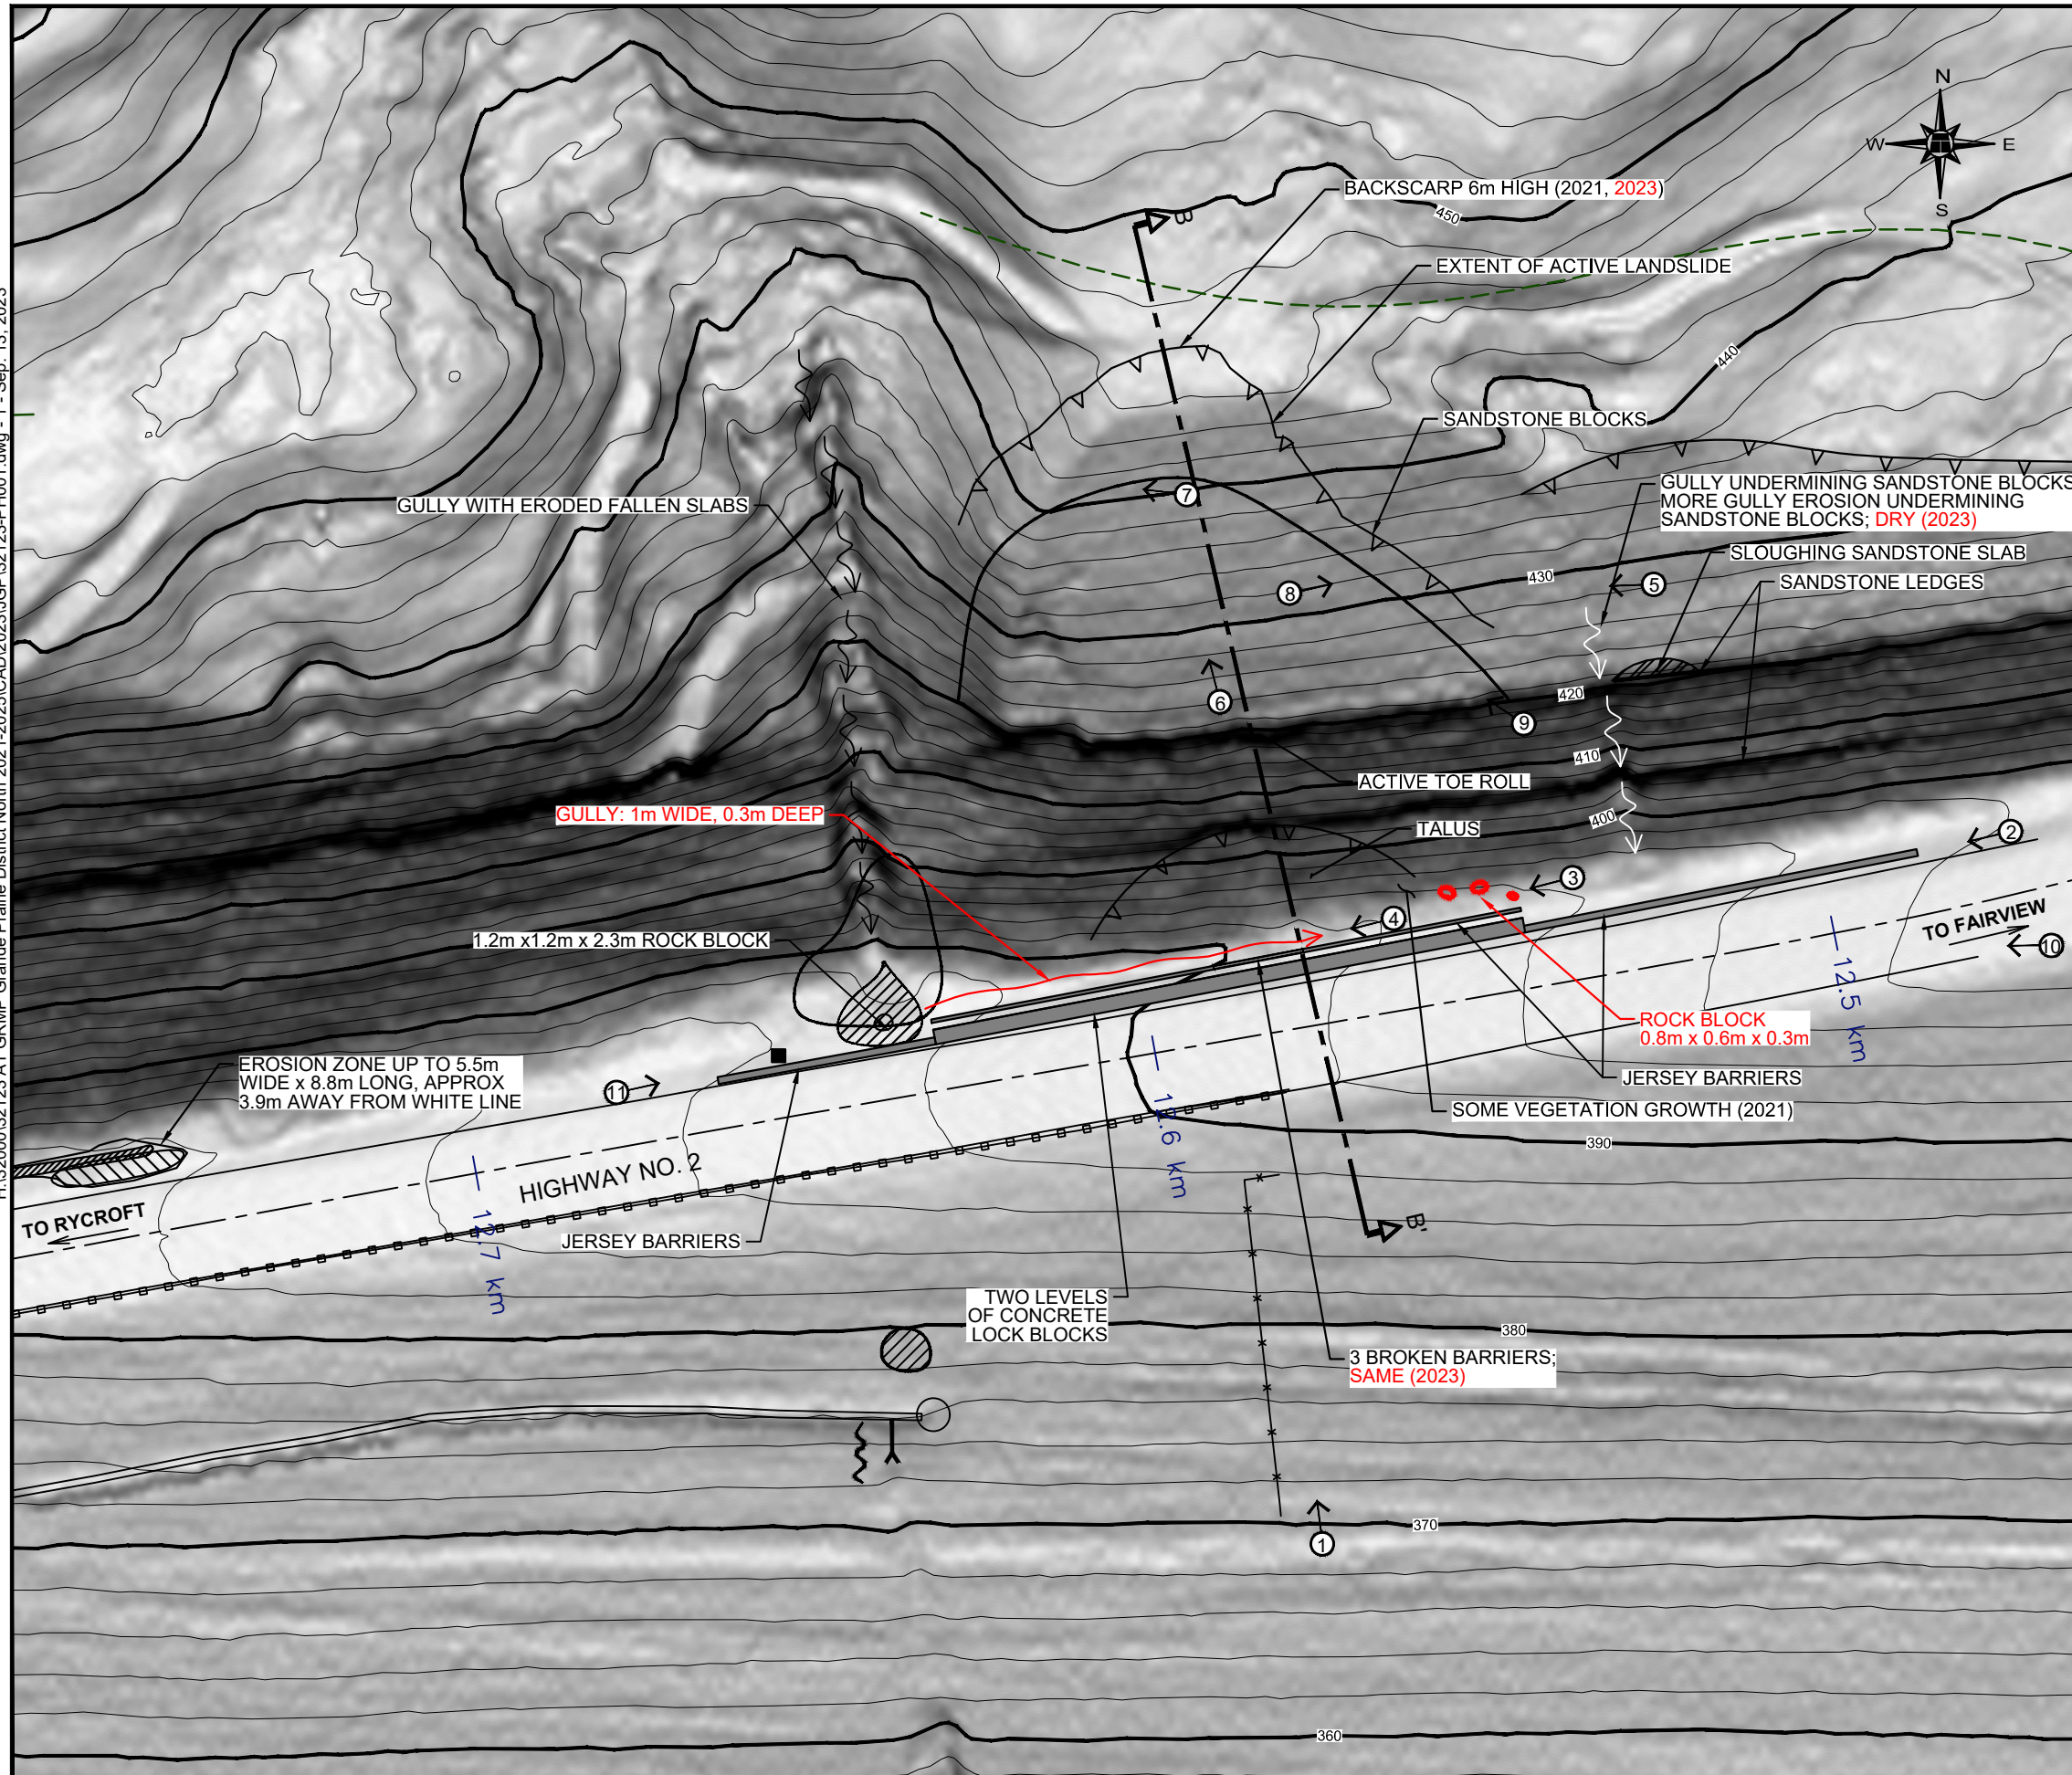 N
W
E
S
BACKSCARP 6m HIGH (2021, 2023)
B
450
EXTENT OF ACTIVE LANDSLIDE
440
SANDSTONE BLOCKS
GULLY WITH ERODED FALLEN SLABS
7
GULLY UNDERMINING SANDSTONE BLOCKS
MORE GULLY EROSION UNDERMINING
SANDSTONE BLOCKS; DRY (2023)
SLOUGHING SANDSTONE SLAB
430
SANDSTONE LEDGES
8
5
6
420
9
410
ACTIVE TOE ROLL
GULLY: 1m WIDE, 0.3m DEEP
400
TALUS
2
3
4
1.2m x1.2m x 2.3m ROCK BLOCK
TO FAIRVIEW
10
12.5 km
ROCK BLOCK
0.8m x 0.6m x 0.3m
EROSION ZONE UP TO 5.5m
WIDE x 8.8m LONG, APPROX
3.9m AWAY FROM WHITE LINE
11
JERSEY BARRIERS
SOME VEGETATION GROWTH (2021)
12.6 km
390
HIGHWAY NO. 2
TO RYCROFT
12.7 km
JERSEY BARRIERS
B'
TWO LEVELS
OF CONCRETE
LOCK BLOCKS
380
3 BROKEN BARRIERS;
SAME (2023)
370
1
360